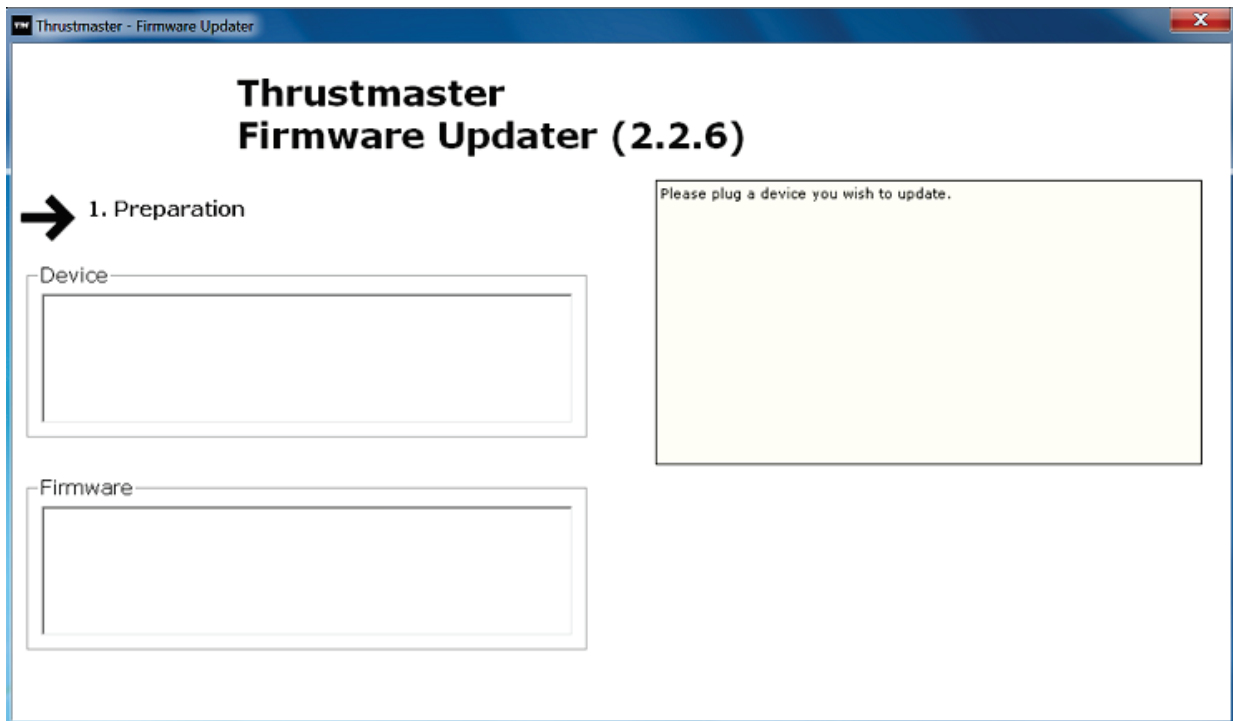 Thrustmaster - Firmware Updater
Thrustmaster
Firmware Updater (2.2.6)
1. Preparation
Please plug a device you wish to update.
Device
Firmware